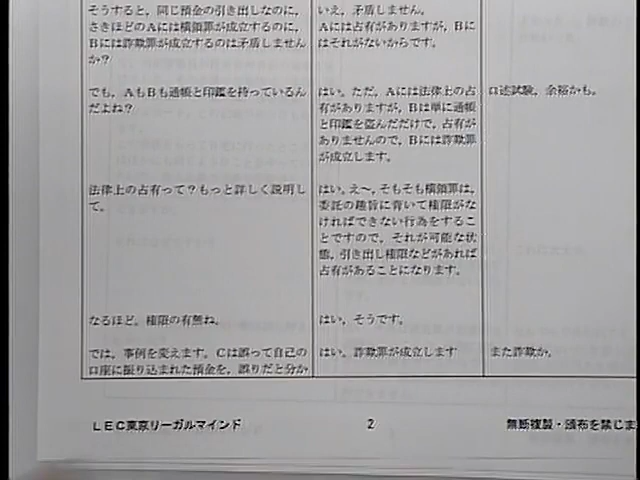 そうすると，同じ預金の引き出しなのに，
さきほどのAには横領罪が成立するのに，
Bには詐欺罪が成立するのは矛盾しません
か？
いえ，矛盾しません。
Aには占有がありますが，Bに
はそれがないからです。
でも，AもBも通帳と印鑑を持っているん
だよね？
はい。ただ，Aには法律上の占
有がありますが，Bは単に通帳
と印鑑を盗んだだけで，占有が
ありませんので，Bには詐欺罪
が成立します。
口述試験，余裕かも。
法律上の占有って？もっと詳しく説明し
て。
はい。え〜，そもそも横領罪は，
委託の趣旨に背いて権限がな
ければできない行為をするこ
とですので，それが可能な状
態，引き出し権限などがあれば
占有があることになります。
なるほど。権限の有無ね。
はい，そうです。
では，事例を変えます。Cは誤って自己の
口座に振り込まれた預金を，誤りだと分か
はい，詐欺罪が成立します
また詐欺か。
LEC東京リーガルマインド
2
無断複製・頒布を禁じま